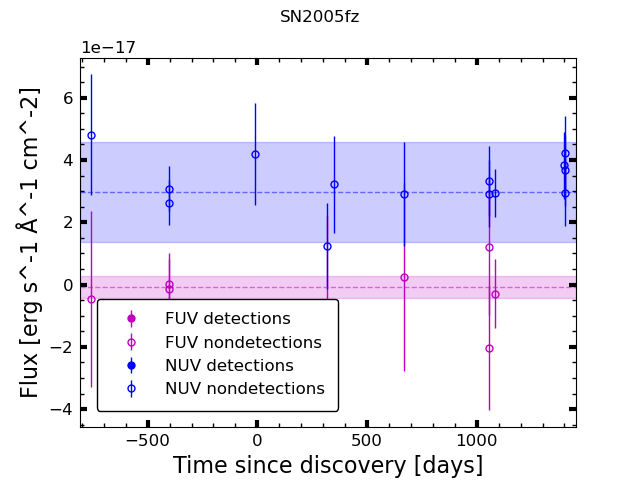 SN2005fz
1e−17
6
4
2
0
−2
−4
Flux [erg s^-1 Å^-1 cm^-2]
FUV detections
FUV nondetections
NUV detections
NUV nondetections
−500
0
500
1000
Time since discovery [days]